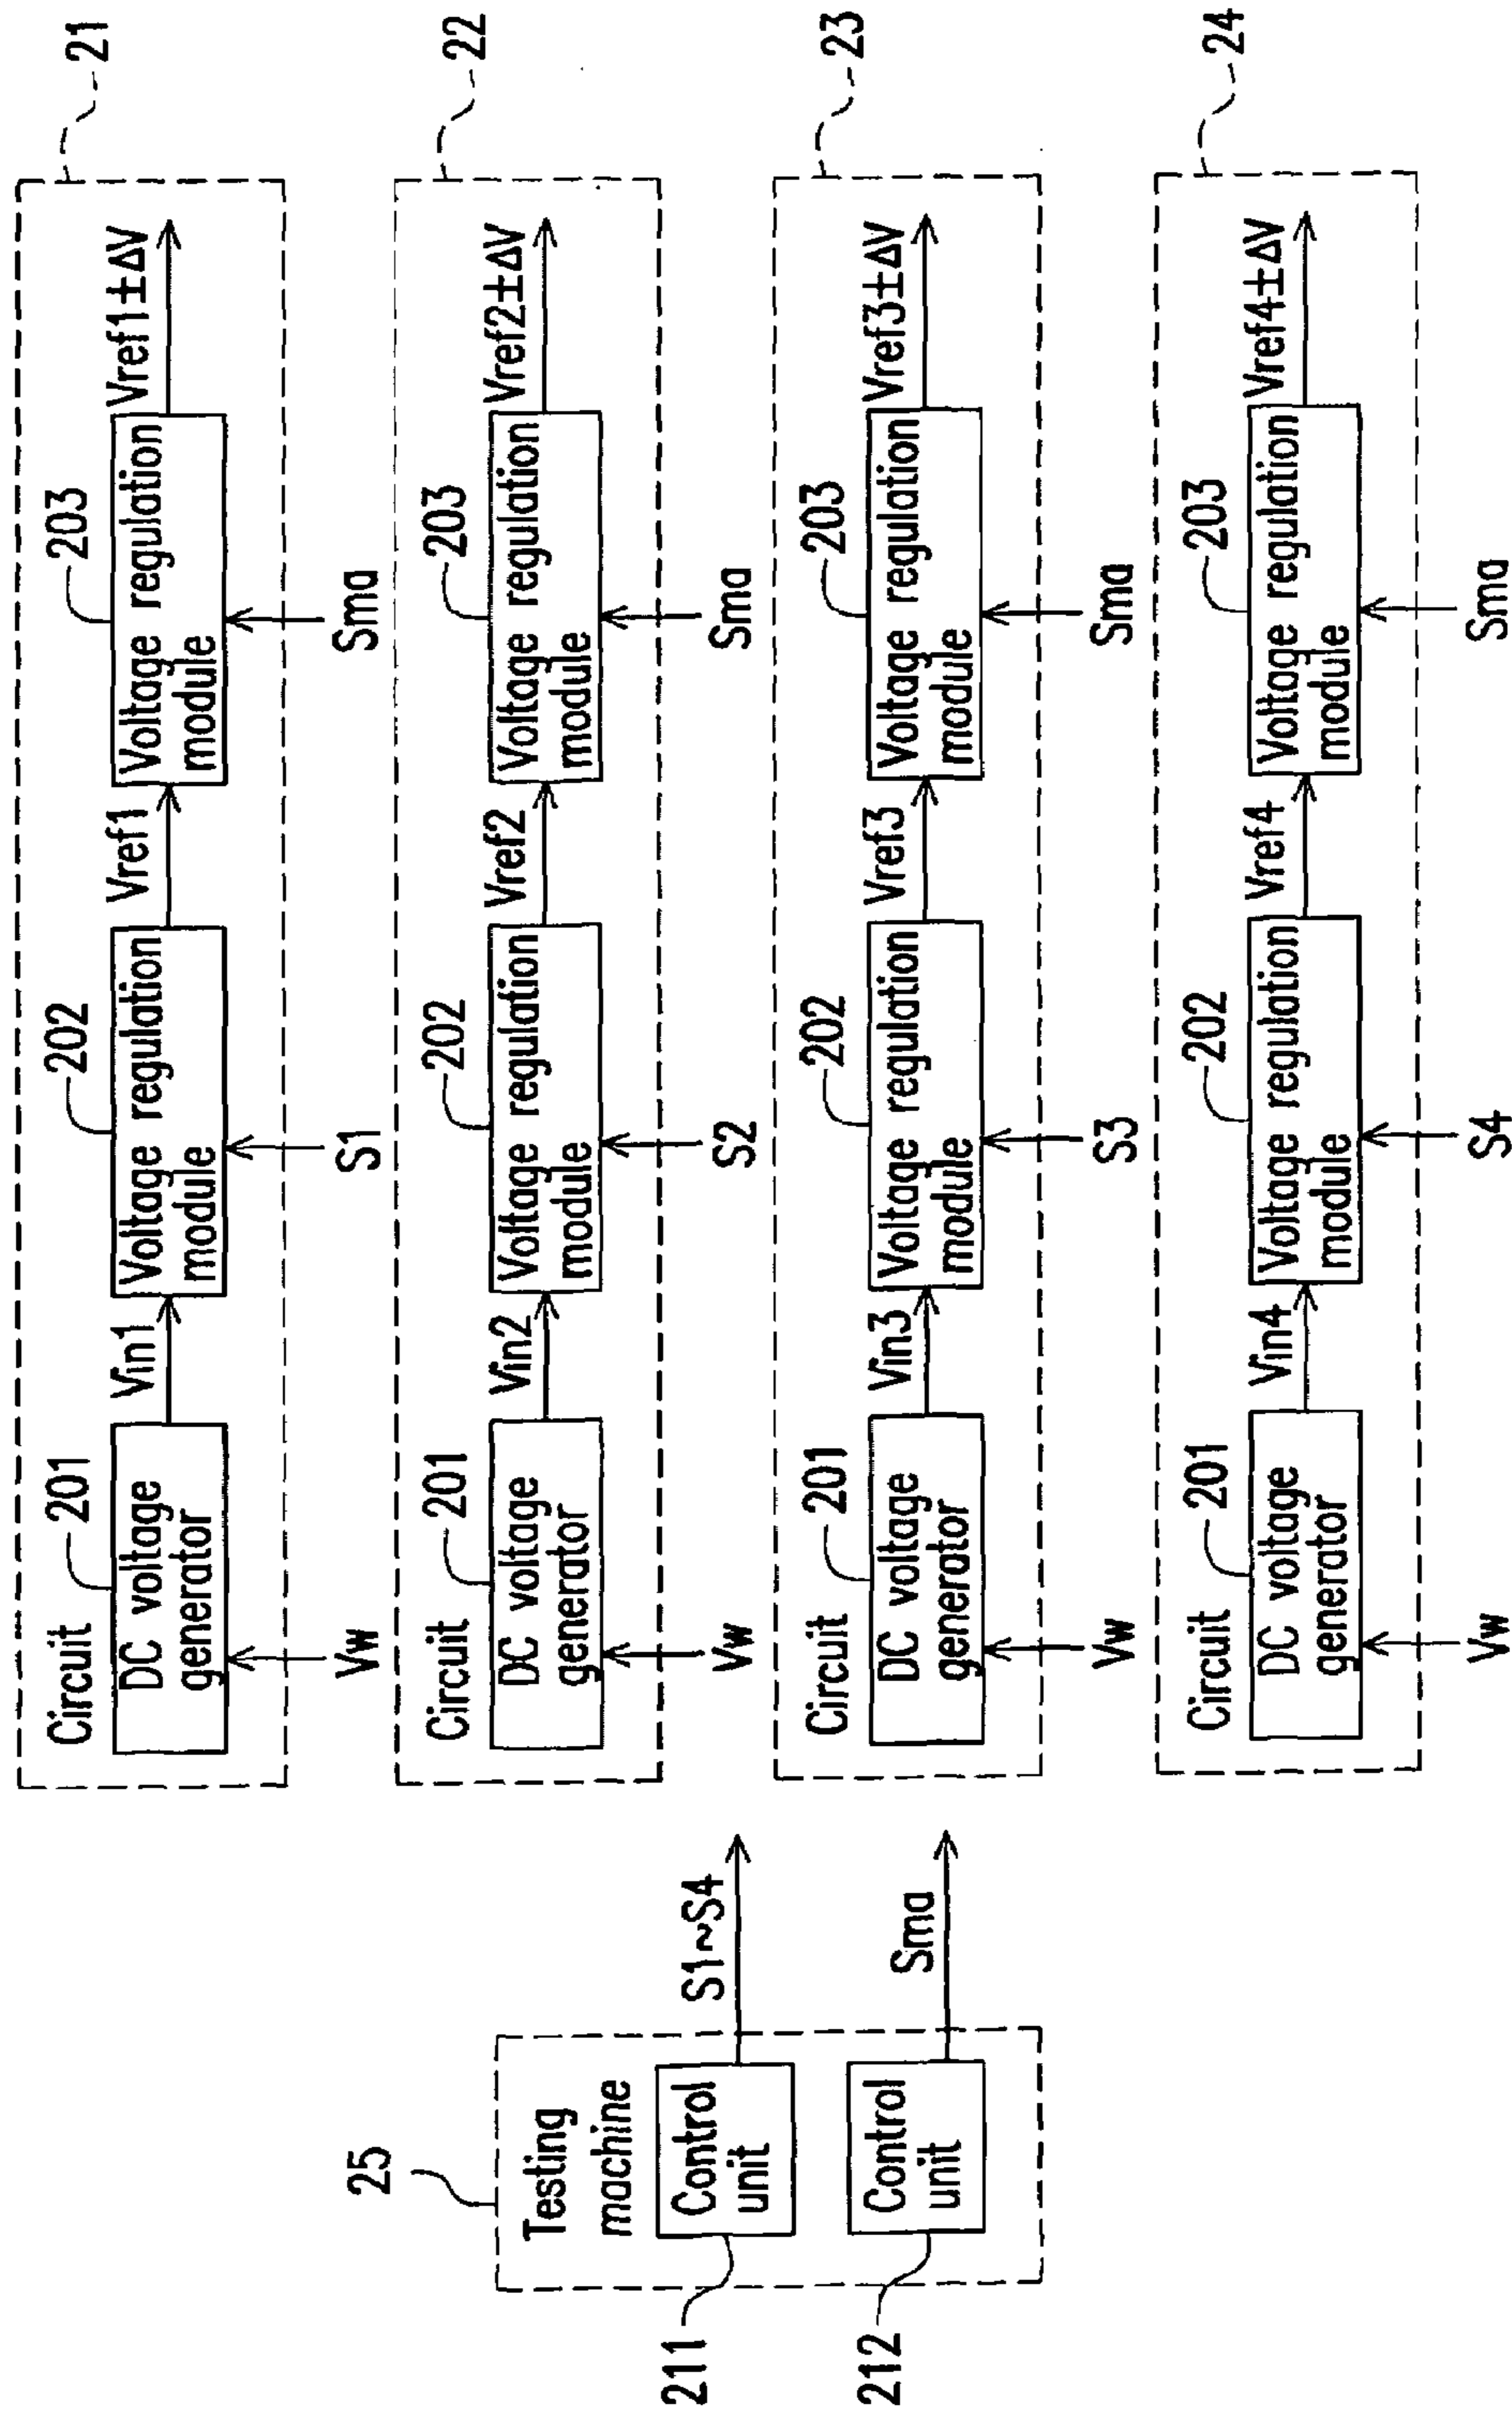 21
Circuit
201
202
203
DC voltage
generator
Vin1
Voltage regulation
module
Vref1
Voltage regulation
module
Vref1±ΔV
Vw
S1
Sma
22
Circuit
201
202
203
DC voltage
generator
Vin2
Voltage regulation
module
Vref2
Voltage regulation
module
Vref2±ΔV
Vw
S2
Sma
23
Circuit
201
202
203
DC voltage
generator
Vin3
Voltage regulation
module
Vref3
Voltage regulation
module
Vref3±ΔV
Vw
S3
Sma
24
Circuit
201
202
203
DC voltage
generator
Vin4
Voltage regulation
module
Vref4
Voltage regulation
module
Vref4±ΔV
Vw
S4
Sma
25
Testing
machine
211
Control
unit
S1~S4
212
Control
unit
Sma